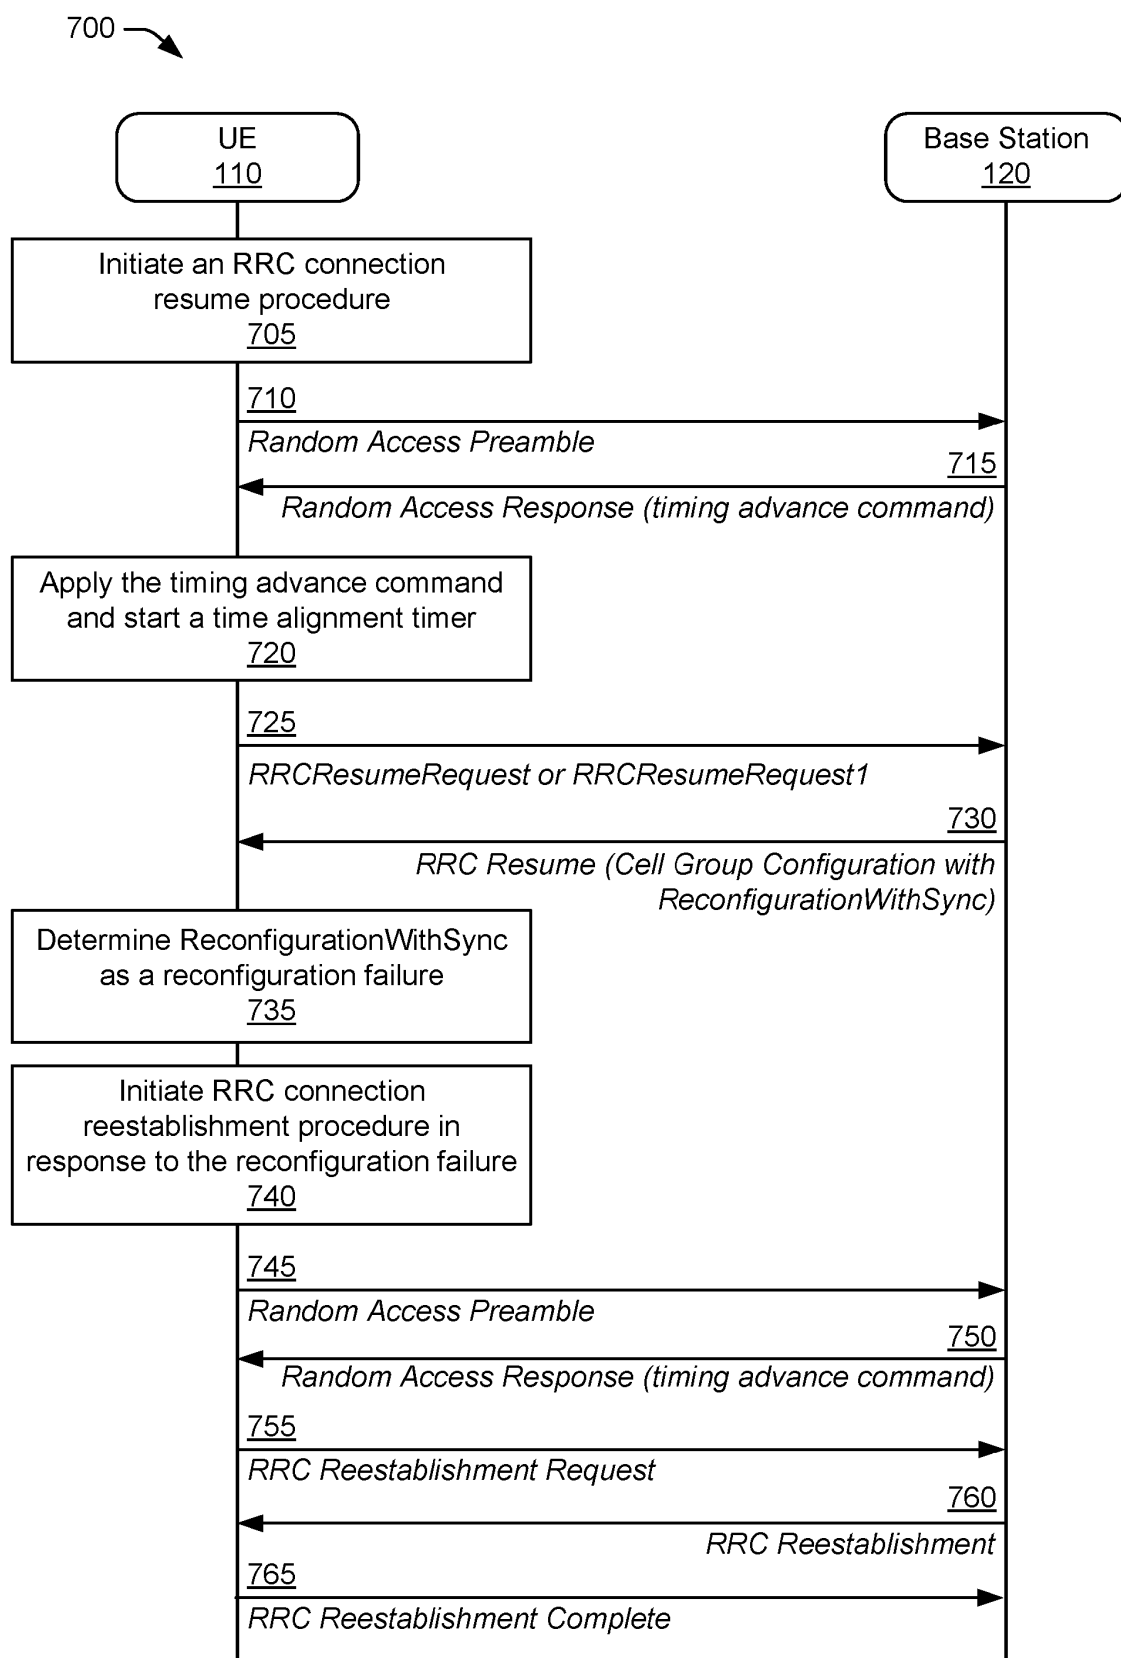 700
UE
110
Base Station
120
Initiate an RRC connection
resume procedure
705
710
Random Access Preamble
715
Random Access Response (timing advance command)
Apply the timing advance command
and start a time alignment timer
720
725
RRCResumeRequest or RRCResumeRequest1
730
RRC Resume (Cell Group Configuration with
ReconfigurationWithSync)
Determine ReconfigurationWithSync
as a reconfiguration failure
735
Initiate RRC connection
reestablishment procedure in
response to the reconfiguration failure
740
745
Random Access Preamble
750
Random Access Response (timing advance command)
755
RRC Reestablishment Request
760
RRC Reestablishment
765
RRC Reestablishment Complete